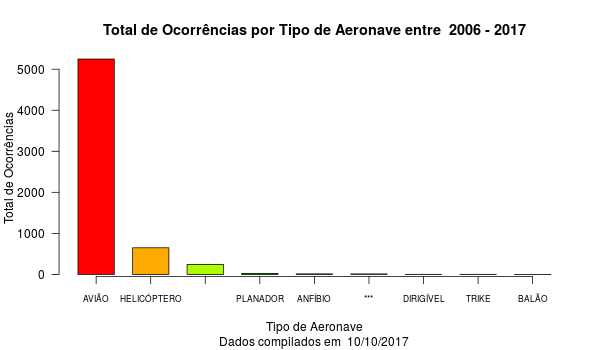 Total de Ocorrências por Tipo de Aeronave entre  2006 - 2017
Total de Ocorrências
5000
4000
3000
2000
1000
0
AVIÃO HELICÓPTERO PLANADOR ANFÍBIO *** DIRIGÍVEL TRIKE BALÃO
Tipo de Aeronave
Dados compilados em  10/10/2017